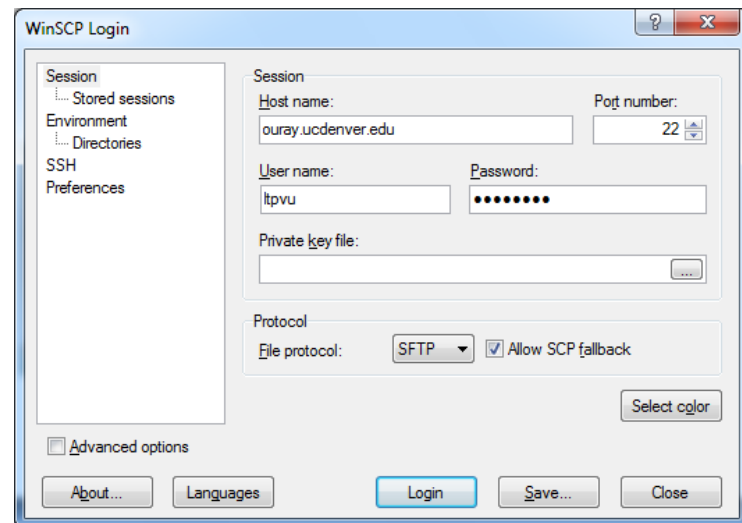 WinSCP Login
Session
Stored sessions
Environment
Directories
SSH
Preferences
Session
Host name:
Port number:
ouray.ucdenver.edu
22
User name:
Password:
ltpvu
••••••••
Private key file:
...
Protocol
File protocol:
SFTP
Allow SCP fallback
Select color
Advanced options
About...
Languages
Login
Save...
Close